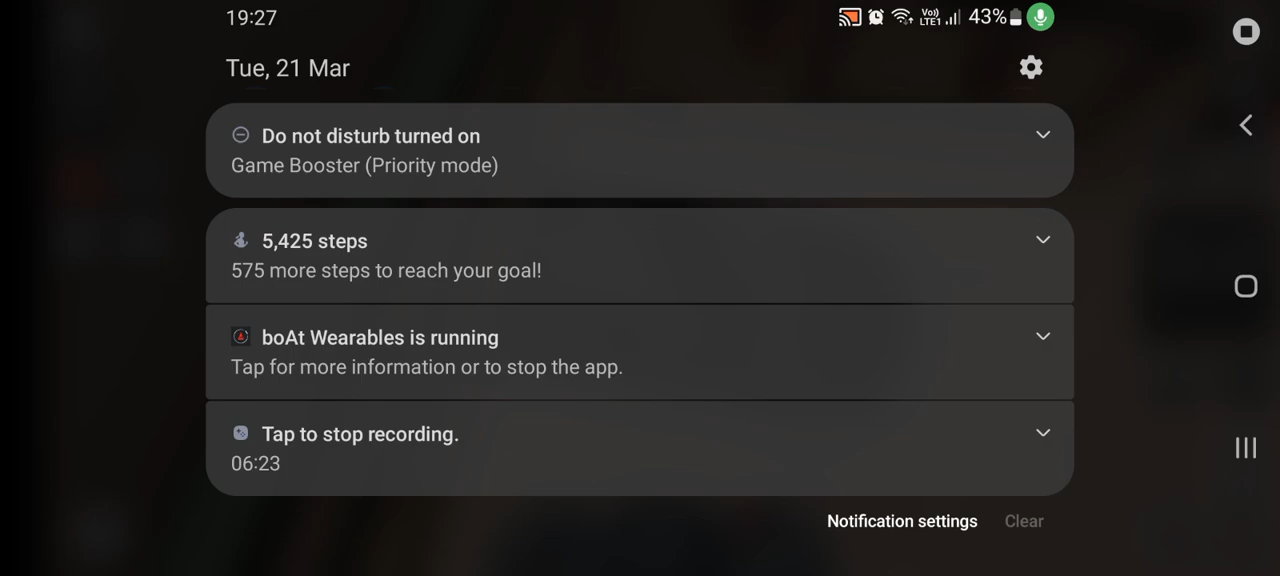 19:27
Vo)) LTE1 43%
Tue, 21 Mar
Do not disturb turned on
Game Booster (Priority mode)
5,425 steps
575 more steps to reach your goal!
boAt Wearables is running
Tap for more information or to stop the app.
Tap to stop recording.
06:23
Notification settings Clear